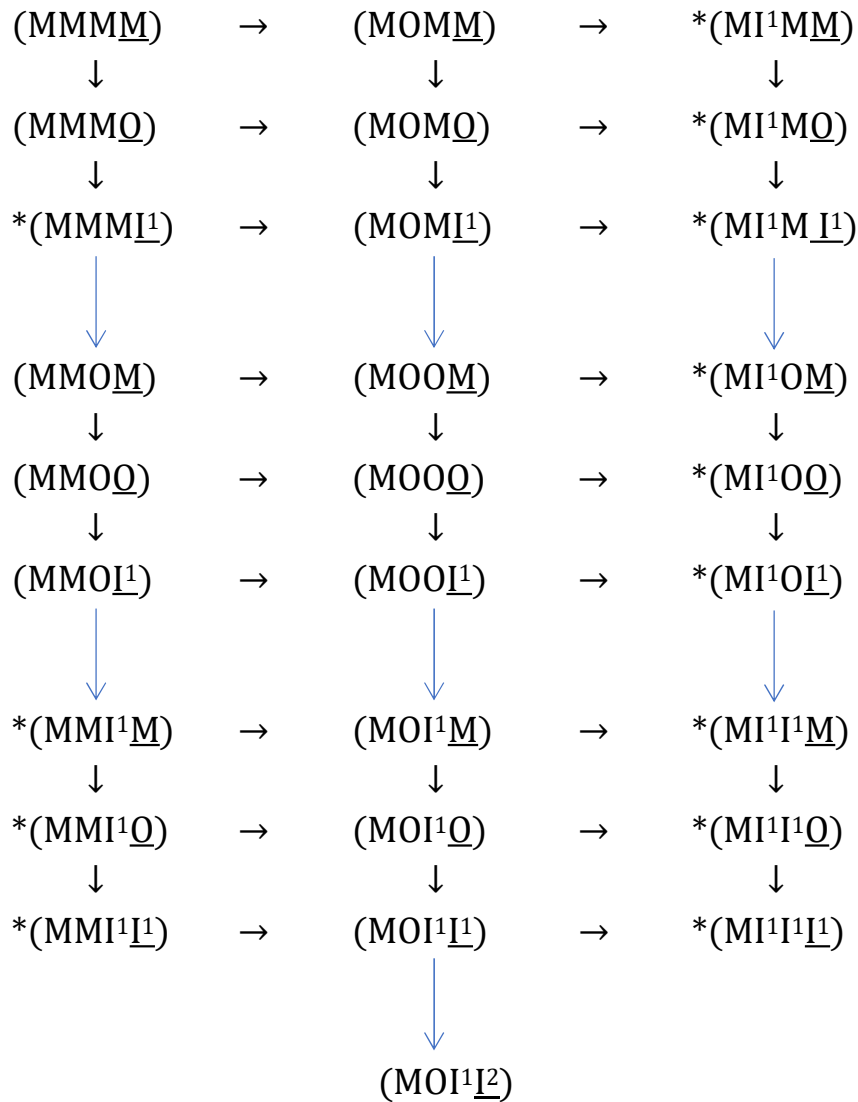 (MMMM) → (MOMM) → *(MI¹MM)
↓ ↓ ↓
(MMMO) → (MOMO) → *(MI¹MO)
↓ ↓ ↓
*(MMMI¹) → (MOMI¹) → *(MI¹M I¹)
↓ ↓ ↓
(MMOM) → (MOOM) → *(MI¹OM)
↓ ↓ ↓
(MMOO) → (MOOO) → *(MI¹OO)
↓ ↓ ↓
(MMOI¹) → (MOOI¹) → *(MI¹OI¹)
↓ ↓ ↓
*(MMI¹M) → (MOI¹M) → *(MI¹I¹M)
↓ ↓ ↓
*(MMI¹O) → (MOI¹O) → *(MI¹I¹O)
↓ ↓ ↓
*(MMI¹I¹) → (MOI¹I¹) → *(MI¹I¹I¹)
↓
(MOI¹I²)